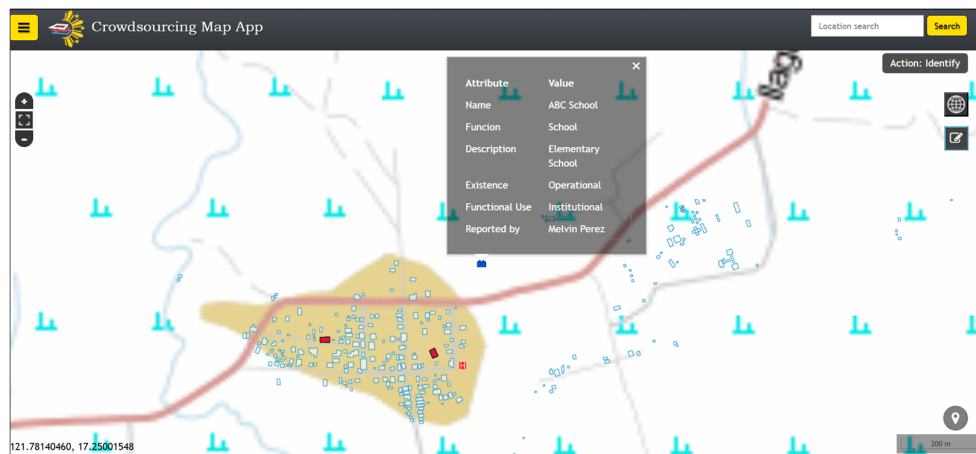 Crowdsourcing Map App
Location search
Search
Action: Identify
Attribute Value
Name ABC School
Funcion School
Description Elementary
School
Existence Operational
Functional Use Institutional
Reported by Melvin Perez
H
121.78140460, 17.25001548
200 m